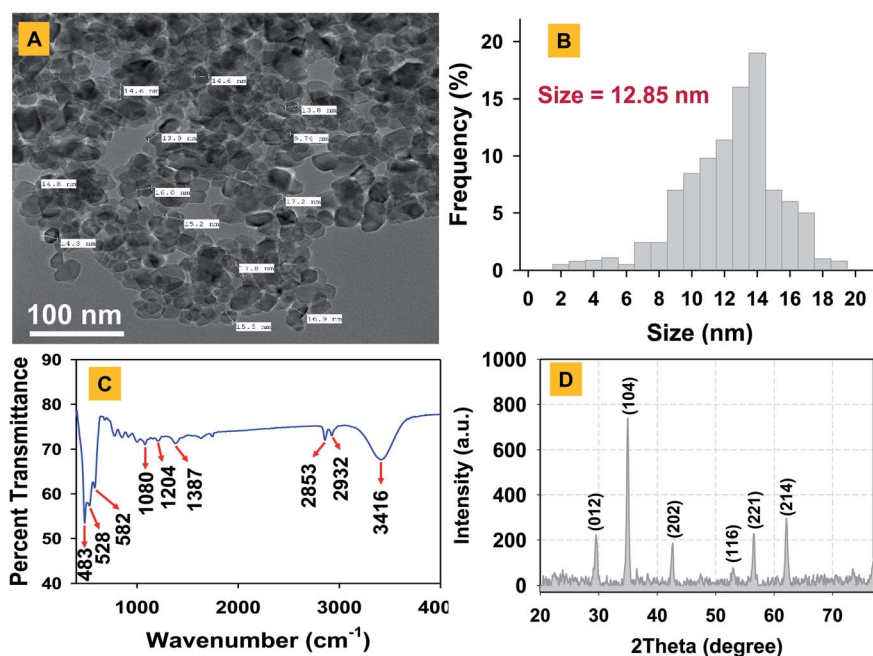 A
14.6 nm
14.6 nm
13.8 nm
13.9 nm
9.76 nm
14.8 nm
16.0 nm
17.2 nm
15.2 nm
14.3 nm
17.8 nm
15.5 nm
16.9 nm
100 nm
B
Size = 12.85 nm
Frequency (%)
20
15
10
5
0
0 2 4 6 8 10 12 14 16 18 20
Size (nm)
C
Percent Transmittance
90
80
70
60
50
40
483
528
582
1080
1204
1387
2853
2932
3416
1000 2000 3000 400
Wavenumber (cm⁻¹)
D
Intensity (a.u.)
1000
800
600
400
200
0
(012)
(104)
(202)
(116)
(221)
(214)
20 30 40 50 60 70
2Theta (degree)